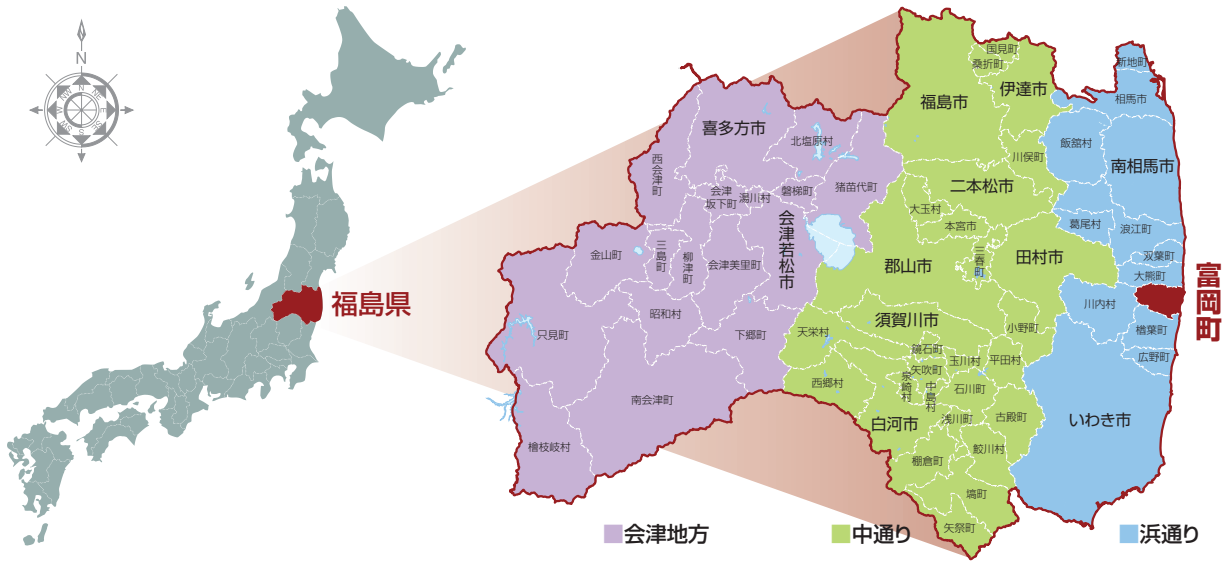 N
N
NE
E
SE
S
SW
W
NW
福島県
国見町
桑折町
新地町
福島市
伊達市
相馬市
喜多方市
北塩原村
飯舘村
川俣町
南相馬市
西会津町
会津
坂下町
湯川村
磐梯町
猪苗代町
二本松市
大玉村
本宮市
葛尾村
浪江町
会津若松市
金山町
三島町
柳津町
会津美里町
郡山市
三春町
田村市
双葉町
大熊町
富岡町
昭和村
川内村
只見町
下郷町
天栄村
須賀川市
小野町
楢葉町
鏡石町
玉川村
平田村
広野町
矢吹町
西郷村
泉崎村
中島村
石川町
南会津町
白河市
浅川町
古殿町
いわき市
檜枝岐村
棚倉町
鮫川村
塙町
矢祭町
会津地方
中通り
浜通り